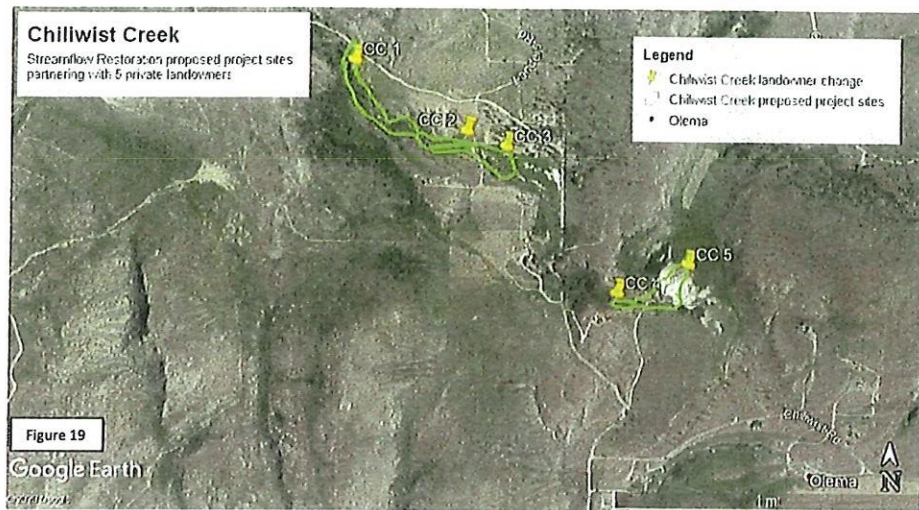 Chiliwist Creek
Streamflow Restoration proposed project sites
partnering with 5 private landowners
Legend
Chiliwist Creek landowner change
Chiliwist Creek proposed project sites
Olema
CC 1
CC 2
CC 3
CC 4
CC 5
Figure 19
Google Earth
Olema
N
1 mi